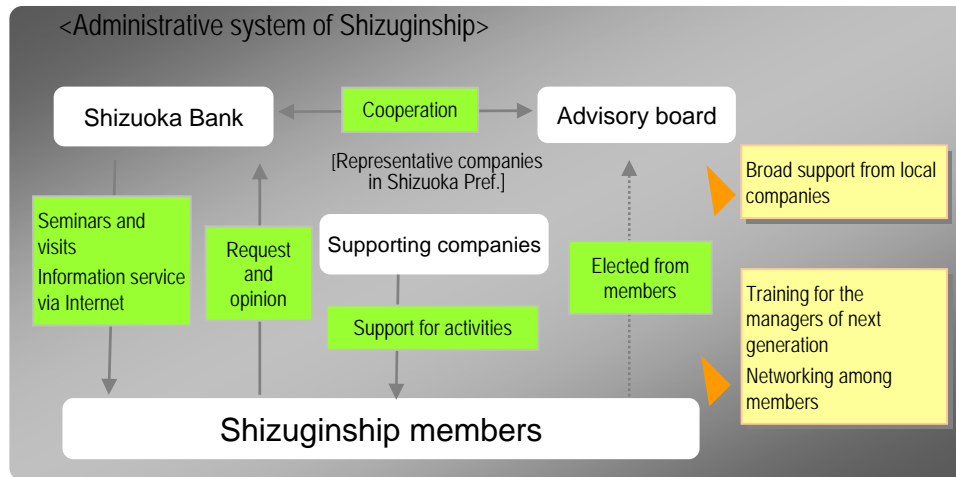 <Administrative system of Shizuginship>
Shizuoka Bank
Cooperation
Advisory board
[Representative companies
in Shizuoka Pref.]
Broad support from local
companies
Seminars and
visits
Information service
via Internet
Request
and
opinion
Supporting companies
Elected from
members
Support for activities
Training for the
managers of next
generation
Networking among
members
Shizuginship members